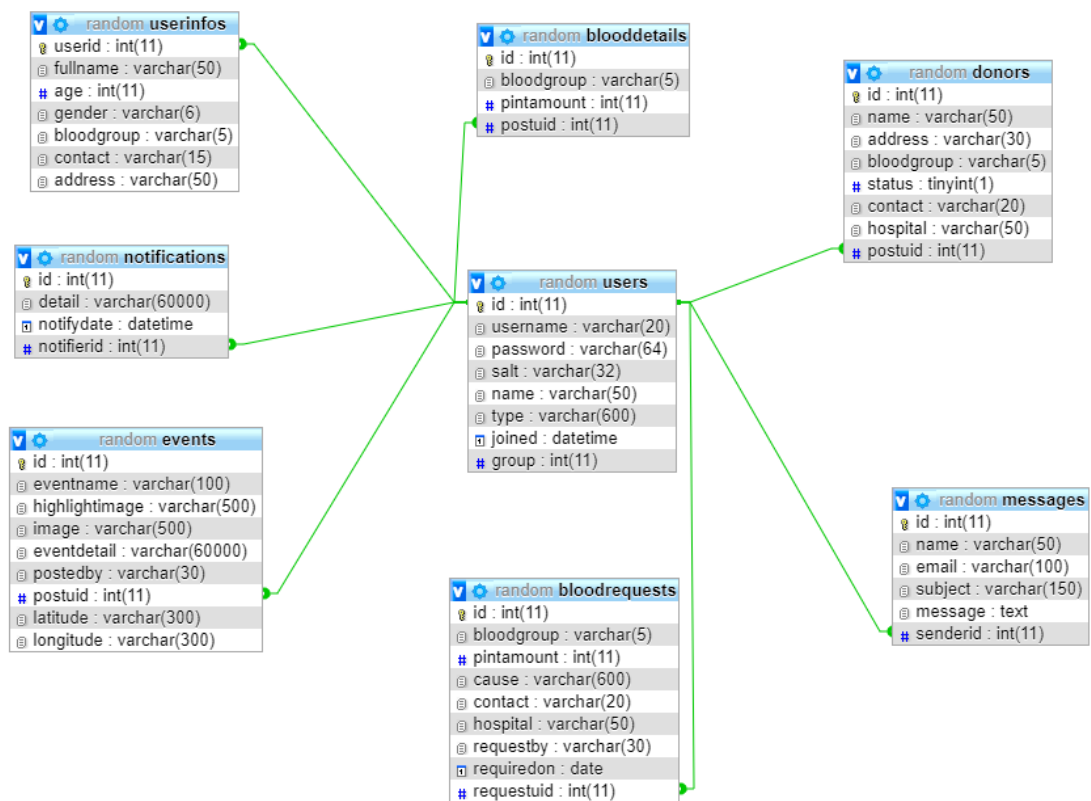 random userinfos
userid : int(11)
fullname : varchar(50)
age : int(11)
gender : varchar(6)
bloodgroup : varchar(5)
contact : varchar(15)
address : varchar(50)
random blooddetails
id : int(11)
bloodgroup : varchar(5)
pintamount : int(11)
postuid : int(11)
random donors
id : int(11)
name : varchar(50)
address : varchar(30)
bloodgroup : varchar(5)
status : tinyint(1)
contact : varchar(20)
hospital : varchar(50)
postuid : int(11)
random notifications
id : int(11)
detail : varchar(60000)
notifydate : datetime
notifierid : int(11)
random users
id : int(11)
username : varchar(20)
password : varchar(64)
salt : varchar(32)
name : varchar(50)
type : varchar(600)
joined : datetime
group : int(11)
random events
id : int(11)
eventname : varchar(100)
highlightimage : varchar(500)
image : varchar(500)
eventdetail : varchar(60000)
postedby : varchar(30)
postuid : int(11)
latitude : varchar(300)
longitude : varchar(300)
random messages
id : int(11)
name : varchar(50)
email : varchar(100)
subject : varchar(150)
message : text
senderid : int(11)
random bloodrequests
id : int(11)
bloodgroup : varchar(5)
pintamount : int(11)
cause : varchar(600)
contact : varchar(20)
hospital : varchar(50)
requestby : varchar(30)
requiredon : date
requestuid : int(11)